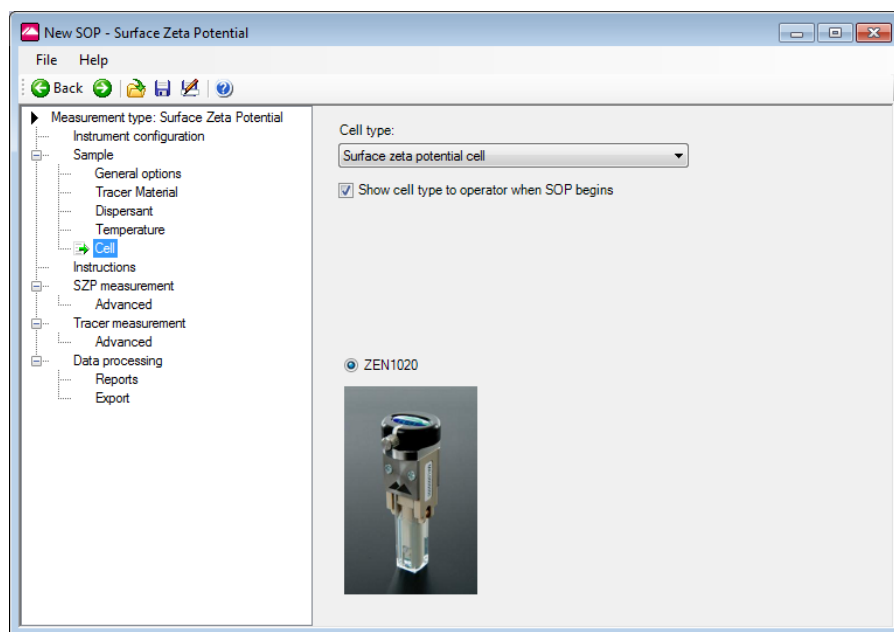 New SOP - Surface Zeta Potential
File Help
Back
Measurement type: Surface Zeta Potential
Instrument configuration
Sample
General options
Tracer Material
Dispersant
Temperature
Cell
Instructions
SZP measurement
Advanced
Tracer measurement
Advanced
Data processing
Reports
Export
Cell type:
Surface zeta potential cell
Show cell type to operator when SOP begins
ZEN1020